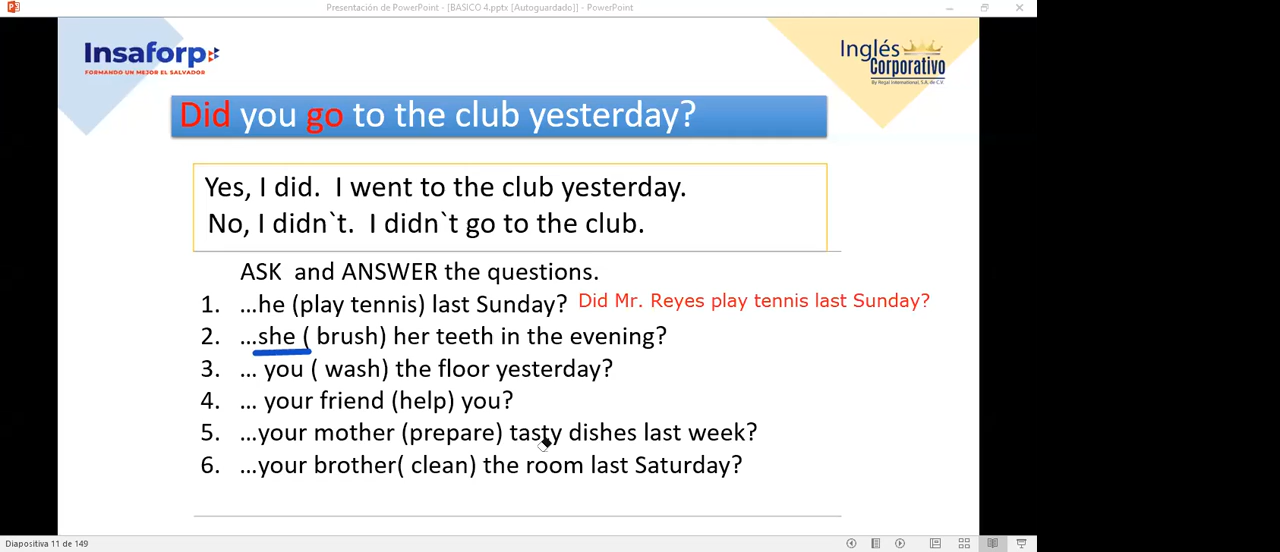 Presentación de PowerPoint - [BASICO 4.pptx [Autoguardado]] - PowerPoint
Insaforp
FORMANDO UN MEJOR EL SALVADOR
Inglés
Corporativo
By Regal International, S.A. de C.V.
Did you go to the club yesterday?
Yes, I did. I went to the club yesterday.
No, I didn`t. I didn`t go to the club.
ASK and ANSWER the questions.
1. …he (play tennis) last Sunday? Did Mr. Reyes play tennis last Sunday?
2. …she ( brush) her teeth in the evening?
3. … you ( wash) the floor yesterday?
4. … your friend (help) you?
5. …your mother (prepare) tasty dishes last week?
6. …your brother( clean) the room last Saturday?
Diapositiva 11 de 149